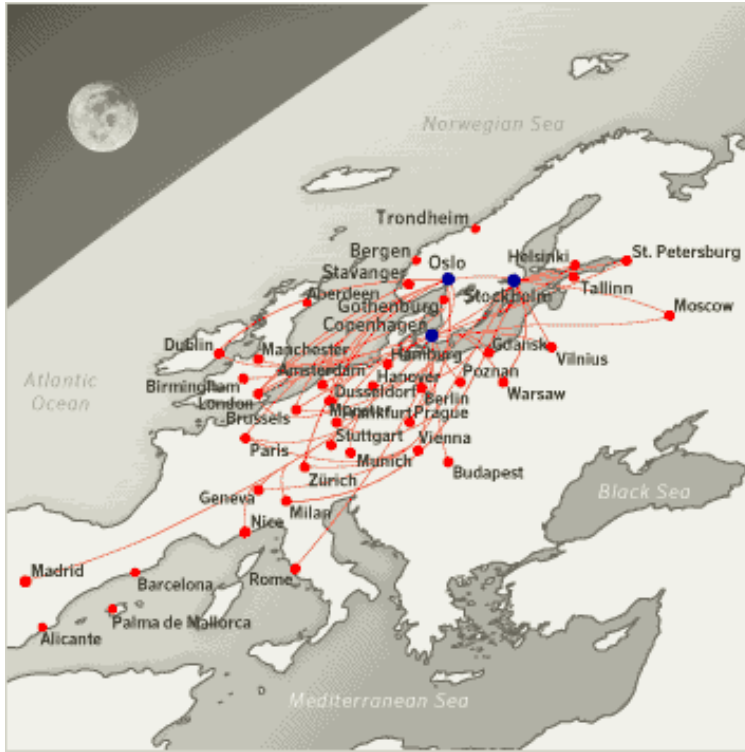 Norwegian Sea
Trondheim
Bergen
Oslo
Helsinki
St. Petersburg
Stavanger
Tallinn
Aberdeen
Stockholm
Gothenburg
Moscow
Copenhagen
Dublin
Manchester
Hamburg
Gdańsk
Vilnius
Amsterdam
Hanover
Poznan
Atlantic
Ocean
Birmingham
Dusseldorf
Berlin
Warsaw
London
Münster
Frankfurt
Prague
Brussels
Stuttgart
Vienna
Paris
Munich
Budapest
Zürich
Geneva
Milan
Black Sea
Nice
Madrid
Barcelona
Rome
Palma de Mallorca
Alicante
Mediterranean Sea